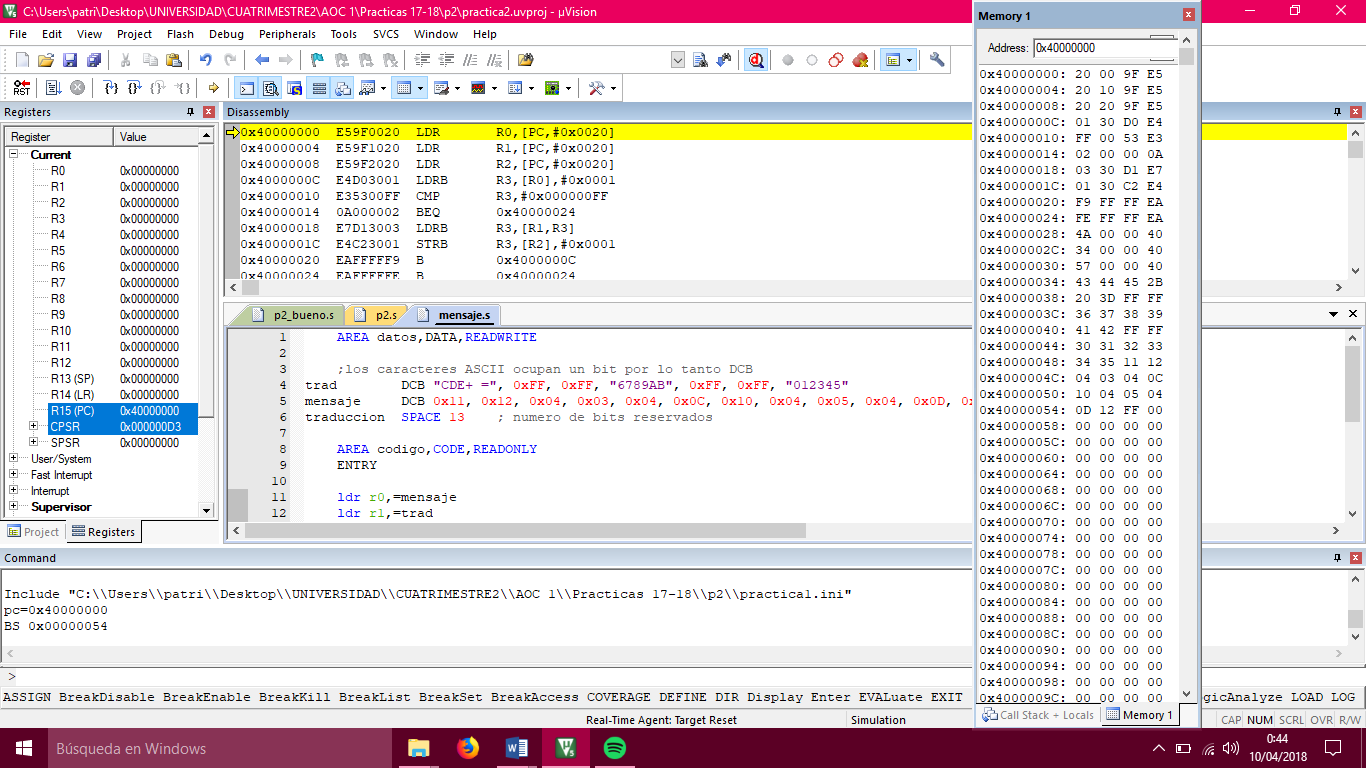 C:\Users\patri\Desktop\UNIVERSIDAD\CUATRIMESTRE2\AOC 1\Practicas 17-18\p2\practica2.uvproj - µVision
File Edit View Project Flash Debug Peripherals Tools SVCS Window Help
Registers
Register Value
Current
R0 0x00000000
R1 0x00000000
R2 0x00000000
R3 0x00000000
R4 0x00000000
R5 0x00000000
R6 0x00000000
R7 0x00000000
R8 0x00000000
R9 0x00000000
R10 0x00000000
R11 0x00000000
R12 0x00000000
R13 (SP) 0x00000000
R14 (LR) 0x00000000
R15 (PC) 0x40000000
CPSR 0x000000D3
SPSR 0x00000000
User/System
Fast Interrupt
Interrupt
Supervisor
Project Registers
Disassembly
0x40000000 E59F0020 LDR R0,[PC,#0x0020]
0x40000004 E59F1020 LDR R1,[PC,#0x0020]
0x40000008 E59F2020 LDR R2,[PC,#0x0020]
0x4000000C E4D03001 LDRB R3,[R0],#0x0001
0x40000010 E35300FF CMP R3,#0x000000FF
0x40000014 0A000002 BEQ 0x40000024
0x40000018 E7D13003 LDRB R3,[R1,R3]
0x4000001C E4C23001 STRB R3,[R2],#0x0001
0x40000020 EAFFFFF9 B 0x4000000C
0x40000024 EAFFFFFE B 0x40000024
p2_bueno.s p2.s mensaje.s
1 AREA datos,DATA,READWRITE
2
3 ;los caracteres ASCII ocupan un bit por lo tanto DCB
4 trad DCB "CDE+ =", 0xFF, 0xFF, "6789AB", 0xFF, 0xFF, "012345"
5 mensaje DCB 0x11, 0x12, 0x04, 0x03, 0x04, 0x0C, 0x10, 0x04, 0x05, 0x04, 0x0D, 0x
6 traduccion SPACE 13 ; numero de bits reservados
7
8 AREA codigo,CODE,READONLY
9 ENTRY
10
11 ldr r0,=mensaje
12 ldr r1,=trad
Memory 1
Address: 0x40000000
0x40000000: 20 00 9F E5
0x40000004: 20 10 9F E5
0x40000008: 20 20 9F E5
0x4000000C: 01 30 D0 E4
0x40000010: FF 00 53 E3
0x40000014: 02 00 00 0A
0x40000018: 03 30 D1 E7
0x4000001C: 01 30 C2 E4
0x40000020: F9 FF FF EA
0x40000024: FE FF FF EA
0x40000028: 4A 00 00 40
0x4000002C: 34 00 00 40
0x40000030: 57 00 00 40
0x40000034: 43 44 45 2B
0x40000038: 20 3D FF FF
0x4000003C: 36 37 38 39
0x40000040: 41 42 FF FF
0x40000044: 30 31 32 33
0x40000048: 34 35 11 12
0x4000004C: 04 03 04 0C
0x40000050: 10 04 05 04
0x40000054: 0D 12 FF 00
0x40000058: 00 00 00 00
0x4000005C: 00 00 00 00
0x40000060: 00 00 00 00
0x40000064: 00 00 00 00
0x40000068: 00 00 00 00
0x4000006C: 00 00 00 00
0x40000070: 00 00 00 00
0x40000074: 00 00 00 00
0x40000078: 00 00 00 00
0x4000007C: 00 00 00 00
0x40000080: 00 00 00 00
0x40000084: 00 00 00 00
0x40000088: 00 00 00 00
0x4000008C: 00 00 00 00
0x40000090: 00 00 00 00
0x40000094: 00 00 00 00
0x40000098: 00 00 00 00
0x4000009C: 00 00 00 00
Call Stack + Locals Memory 1
Command
Include "C:\\Users\\patri\\Desktop\\UNIVERSIDAD\\CUATRIMESTRE2\\AOC 1\\Practicas 17-18\\p2\\practica1.ini"
pc=0x40000000
BS 0x00000054
>
ASSIGN BreakDisable BreakEnable BreakKill BreakList BreakSet BreakAccess COVERAGE DEFINE DIR Display Enter EVALuate EXIT ogicAnalyze LOAD LOG
Real-Time Agent: Target Reset Simulation CAP NUM SCRL OVR R/W
Búsqueda en Windows
0:44
10/04/2018